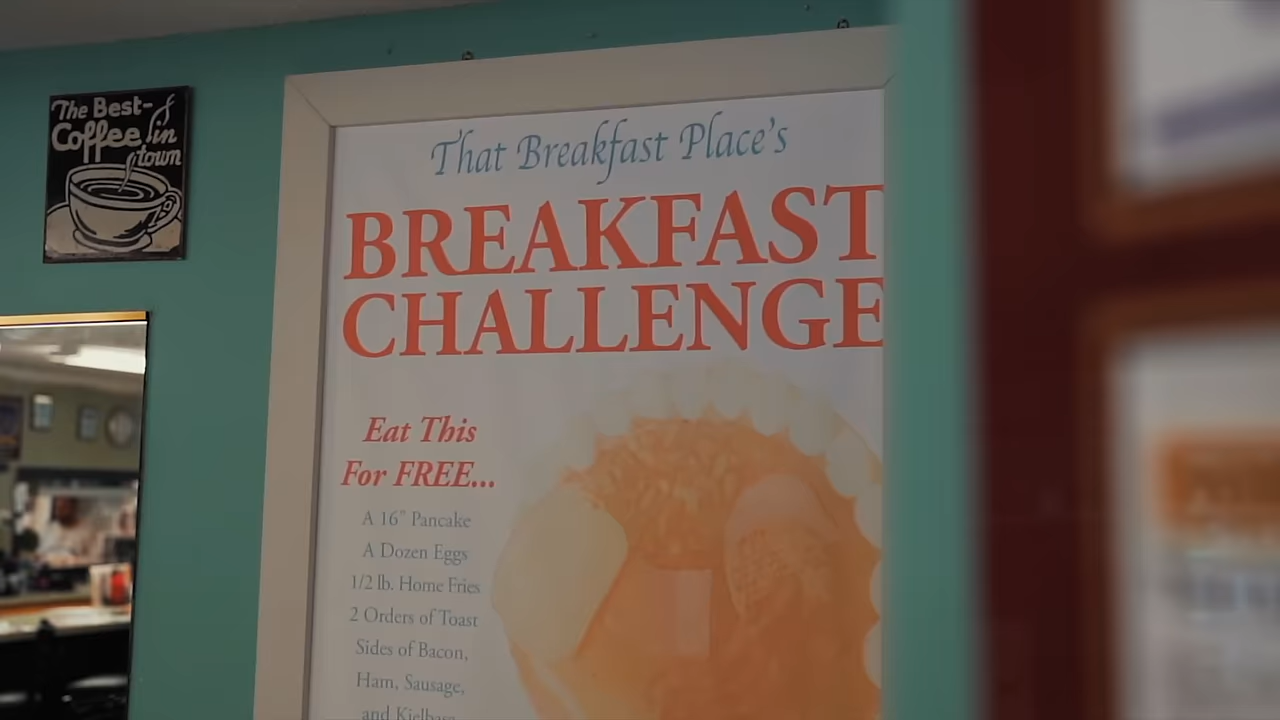 The Best
Coffee in
town
That Breakfast Place's
BREAKFAST
CHALLENGE
Eat This
For FREE...
A 16" Pancake
A Dozen Eggs
1/2 lb. Home Fries
2 Orders of Toast
Sides of Bacon,
Ham, Sausage,
and Kielbasa